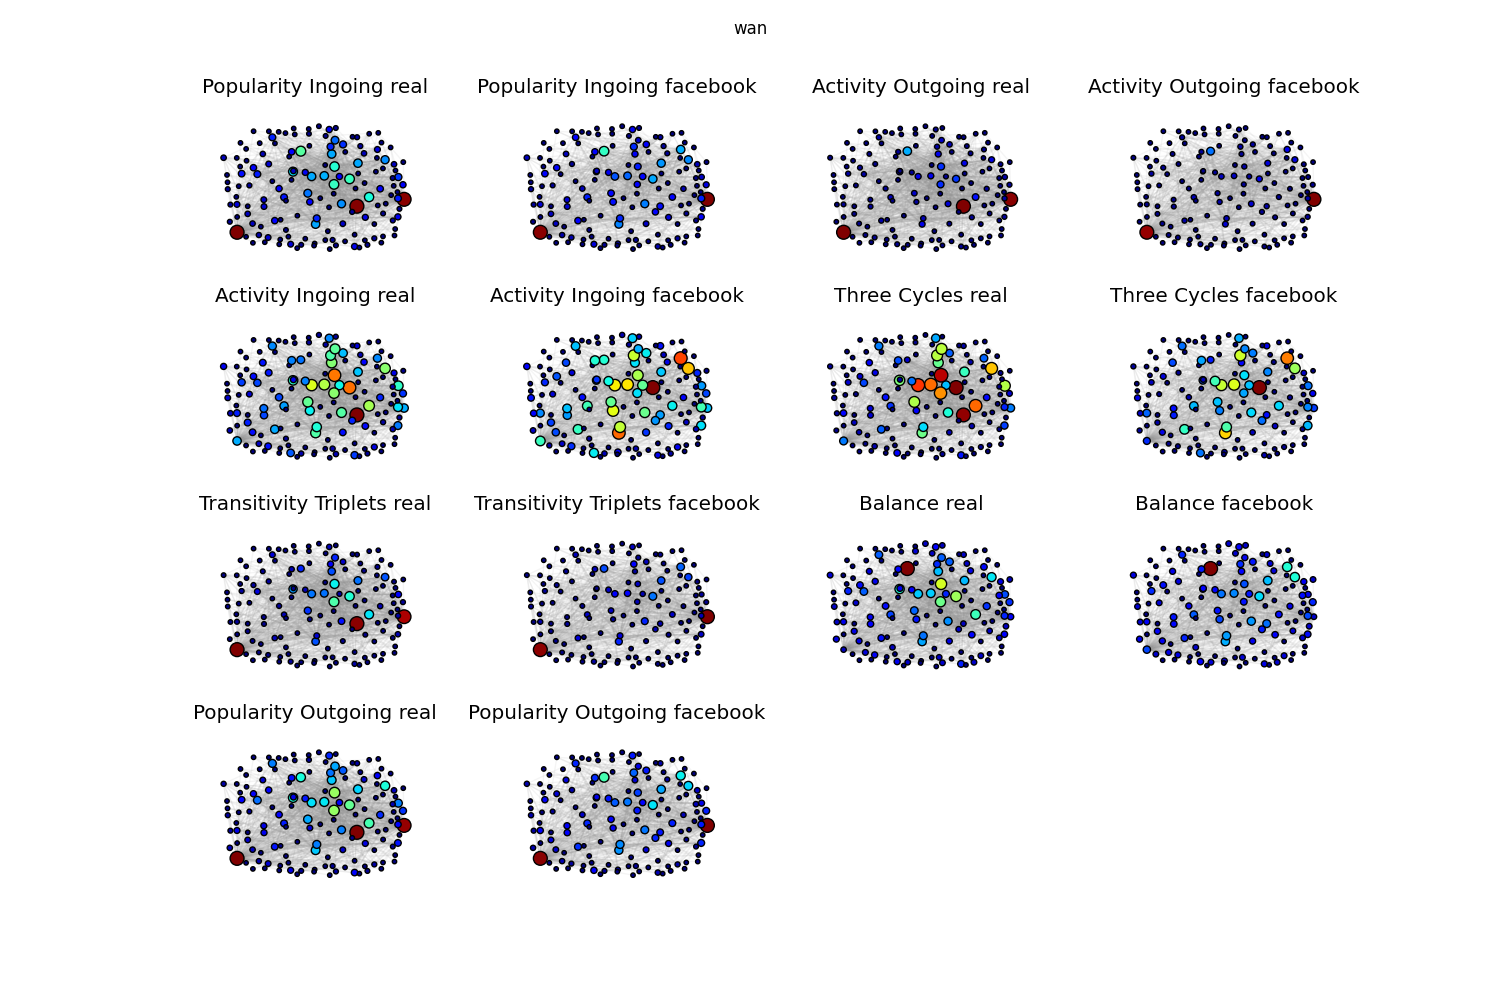 wan
Popularity Ingoing real
Popularity Ingoing facebook
Activity Outgoing real
Activity Outgoing facebook
Activity Ingoing real
Activity Ingoing facebook
Three Cycles real
Three Cycles facebook
Transitivity Triplets real
Transitivity Triplets facebook
Balance real
Balance facebook
Popularity Outgoing real
Popularity Outgoing facebook